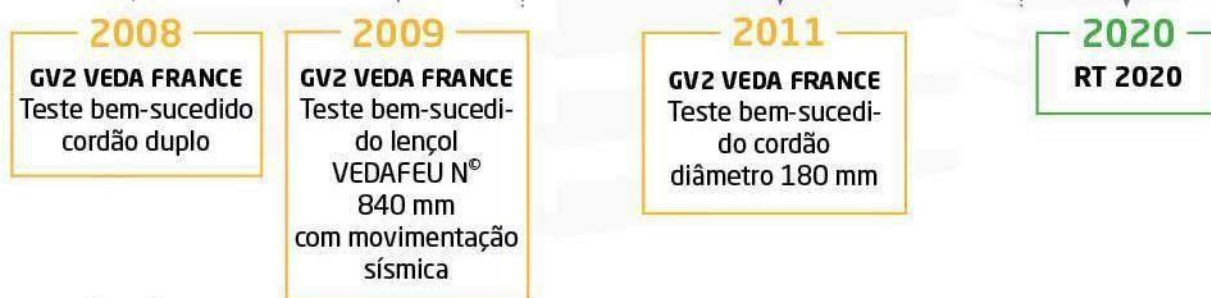 2008
GV2 VEDA FRANCE
Teste bem-sucedido
cordão duplo
2009
GV2 VEDA FRANCE
Teste bem-sucedi-
do lençol
VEDAFEU N©
840 mm
com movimentação
sísmica
2011
GV2 VEDA FRANCE
Teste bem-sucedi-
do cordão
diâmetro 180 mm
2020
RT 2020